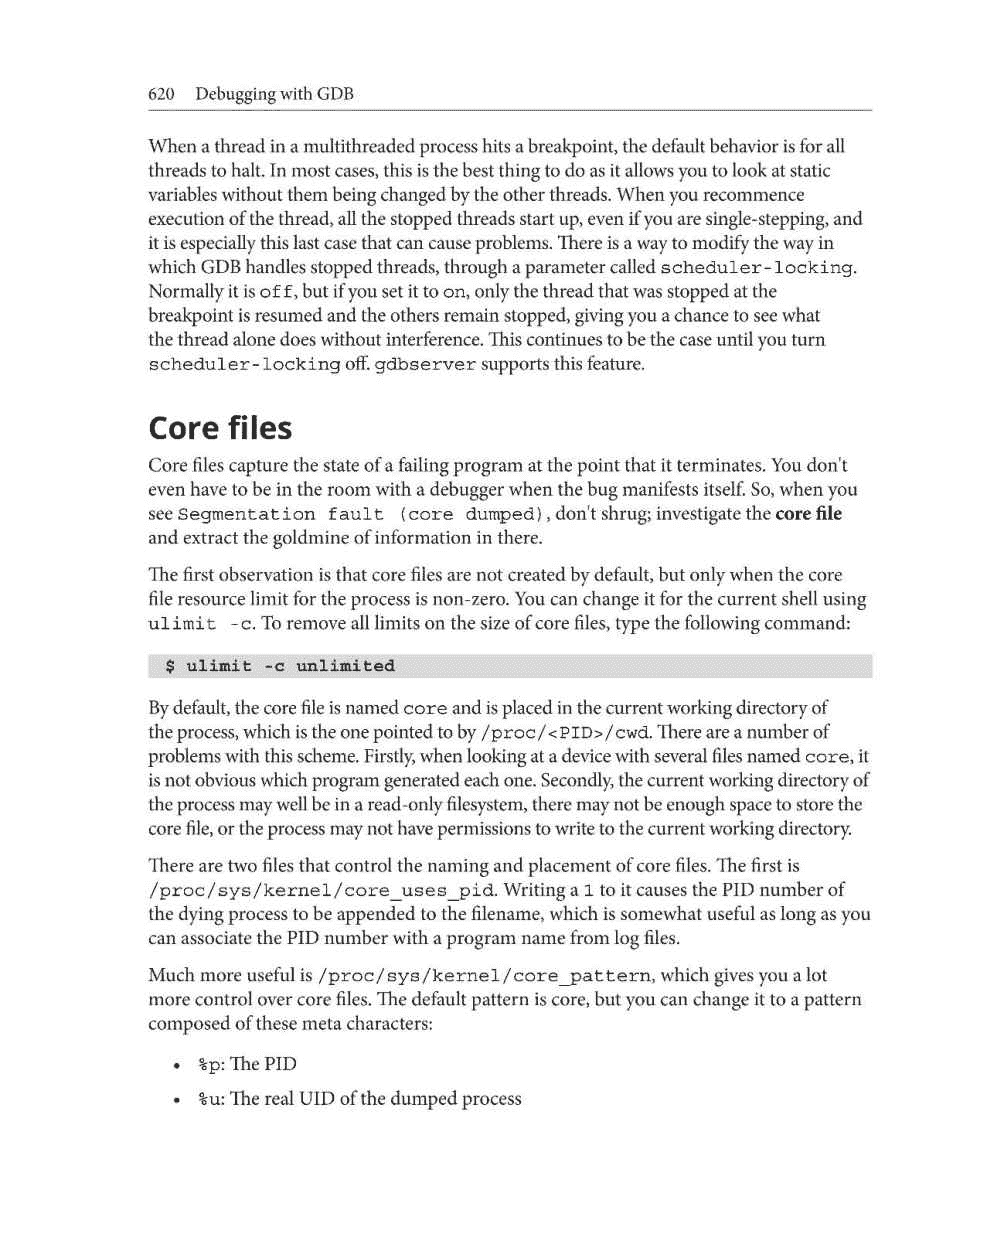 620 Debugging with GDB
When a thread in a multithreaded process hits a breakpoint, the default behavior is for all
threads to halt. In most cases, this is the best thing to do as it allows you to look at static
variables without them being changed by the other threads. When you recommence
execution of the thread, all the stopped threads start up, even if you are single-stepping, and
it is especially this last case that can cause problems. There is a way to modify the way in
which GDB handles stopped threads, through a parameter called scheduler-locking.
Normally it is off, but if you set it to on, only the thread that was stopped at the
breakpoint is resumed and the others remain stopped, giving you a chance to see what
the thread alone does without interference. This continues to be the case until you turn
scheduler-locking off. gdbserver supports this feature.
Core files
Core files capture the state of a failing program at the point that it terminates. You don't
even have to be in the room with a debugger when the bug manifests itself. So, when you
see Segmentation fault (core dumped), don't shrug; investigate the core file
and extract the goldmine of information in there.
The first observation is that core files are not created by default, but only when the core
file resource limit for the process is non-zero. You can change it for the current shell using
ulimit -c. To remove all limits on the size of core files, type the following command:
$ ulimit -c unlimited
By default, the core file is named core and is placed in the current working directory of
the process, which is the one pointed to by /proc/<PID>/cwd. There are a number of
problems with this scheme. Firstly, when looking at a device with several files named core, it
is not obvious which program generated each one. Secondly, the current working directory of
the process may well be in a read-only filesystem, there may not be enough space to store the
core file, or the process may not have permissions to write to the current working directory.
There are two files that control the naming and placement of core files. The first is
/proc/sys/kernel/core_uses_pid. Writing a 1 to it causes the PID number of
the dying process to be appended to the filename, which is somewhat useful as long as you
can associate the PID number with a program name from log files.
Much more useful is /proc/sys/kernel/core_pattern, which gives you a lot
more control over core files. The default pattern is core, but you can change it to a pattern
composed of these meta characters:
• %p: The PID
• %u: The real UID of the dumped process